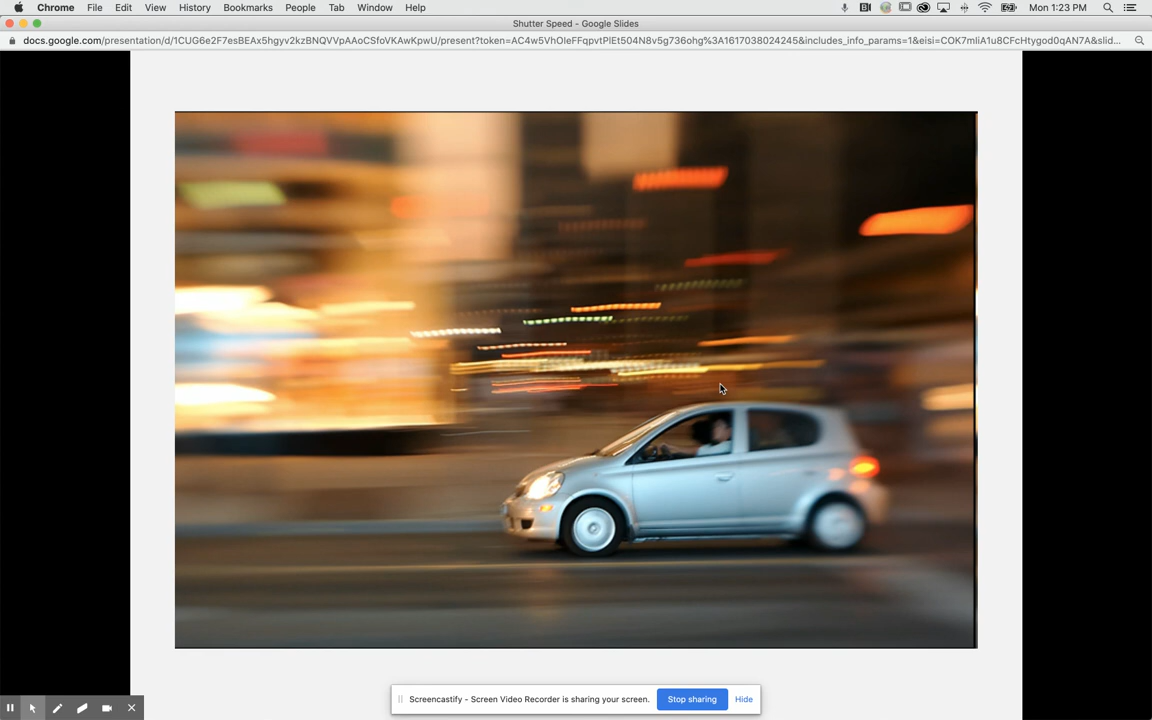 Chrome File Edit View History Bookmarks People Tab Window Help Mon 1:23 PM
Shutter Speed - Google Slides
docs.google.com/presentation/d/1CUG6e2F7esBEAx5hgyv2kzBNQVVpAAoCSfoVKAwKpwU/present?token=AC4w5VhOIeFFqpvtPIEt504N8v5g736ohg%3A1617038024245&includes_info_params=1&eisi=COK7mIiA1u8CFcHtygod0qAN7A&slid...
Screencastify - Screen Video Recorder is sharing your screen. Stop sharing Hide